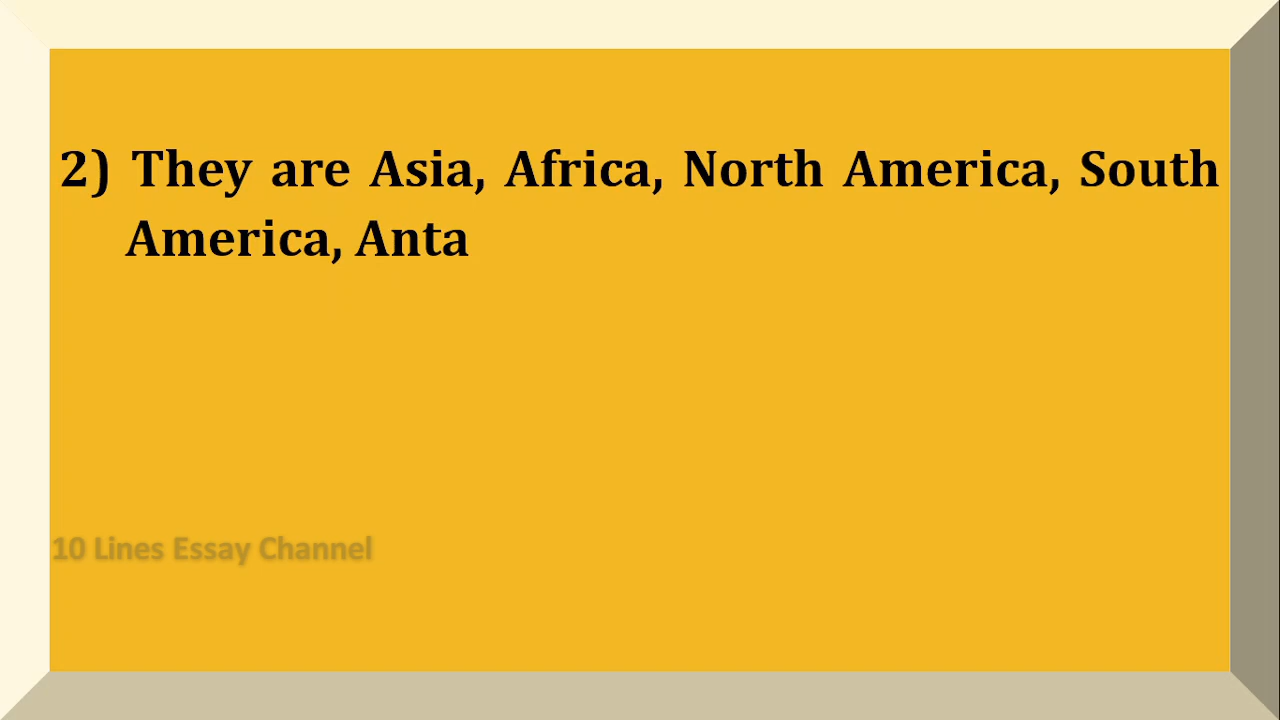 2) They are Asia, Africa, North America, South
America, Anta
10 Lines Essay Channel